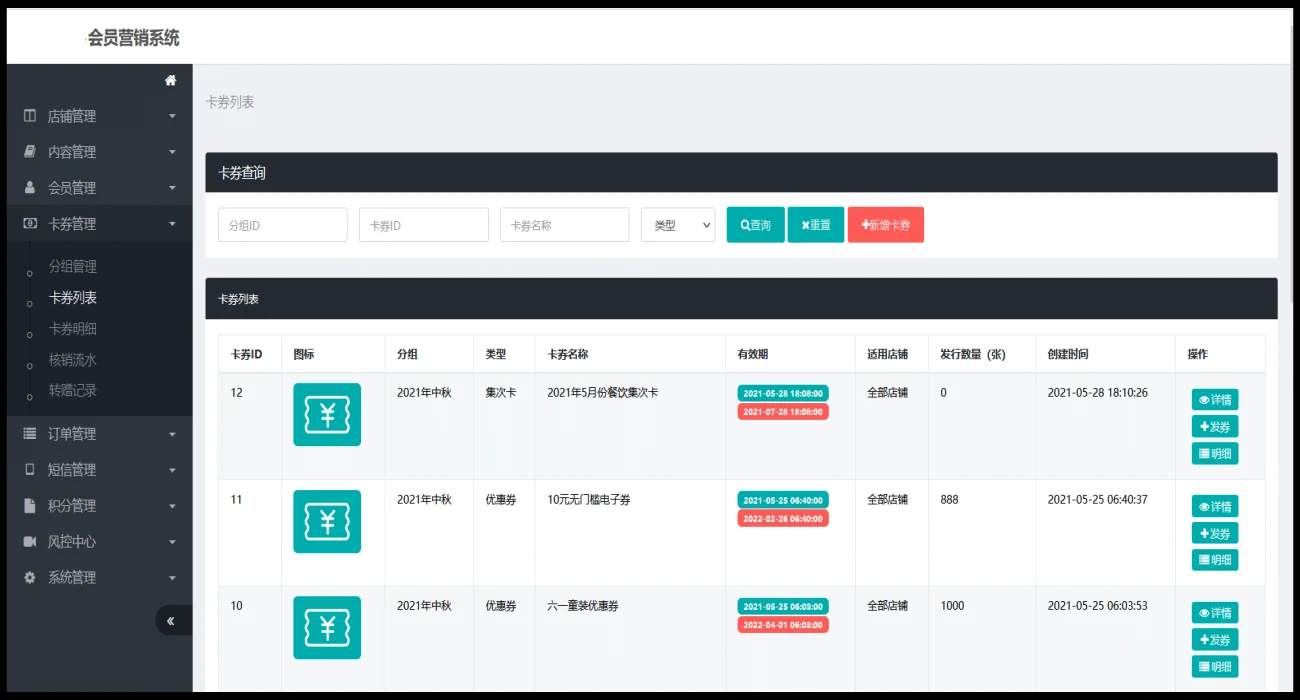 会员营销系统
店铺管理
内容管理
会员管理
卡券管理
分组管理
卡券列表
卡券明细
核销流水
转赠记录
订单管理
短信管理
积分管理
风控中心
系统管理
卡券列表
卡券查询
分组ID 卡券ID 卡券名称 类型 查询 重置 新增卡券
卡券列表
卡券ID 图标 分组 类型 卡券名称 有效期 适用店铺 发行数量（张） 创建时间 操作
12 2021年中秋 集次卡 2021年5月份餐饮集次卡 2021-05-28 18:08:00 全部店铺 0 2021-05-28 18:10:26 详情
2021-07-28 18:08:00
发券
明细
11 2021年中秋 优惠券 10元无门槛电子券 2021-05-25 06:40:00 全部店铺 888 2021-05-25 06:40:37 详情
2022-02-26 06:40:00
发券
明细
10 2021年中秋 优惠券 六一童装优惠券 2021-05-25 06:03:00 全部店铺 1000 2021-05-25 06:03:53 详情
2022-04-01 06:03:00
发券
明细